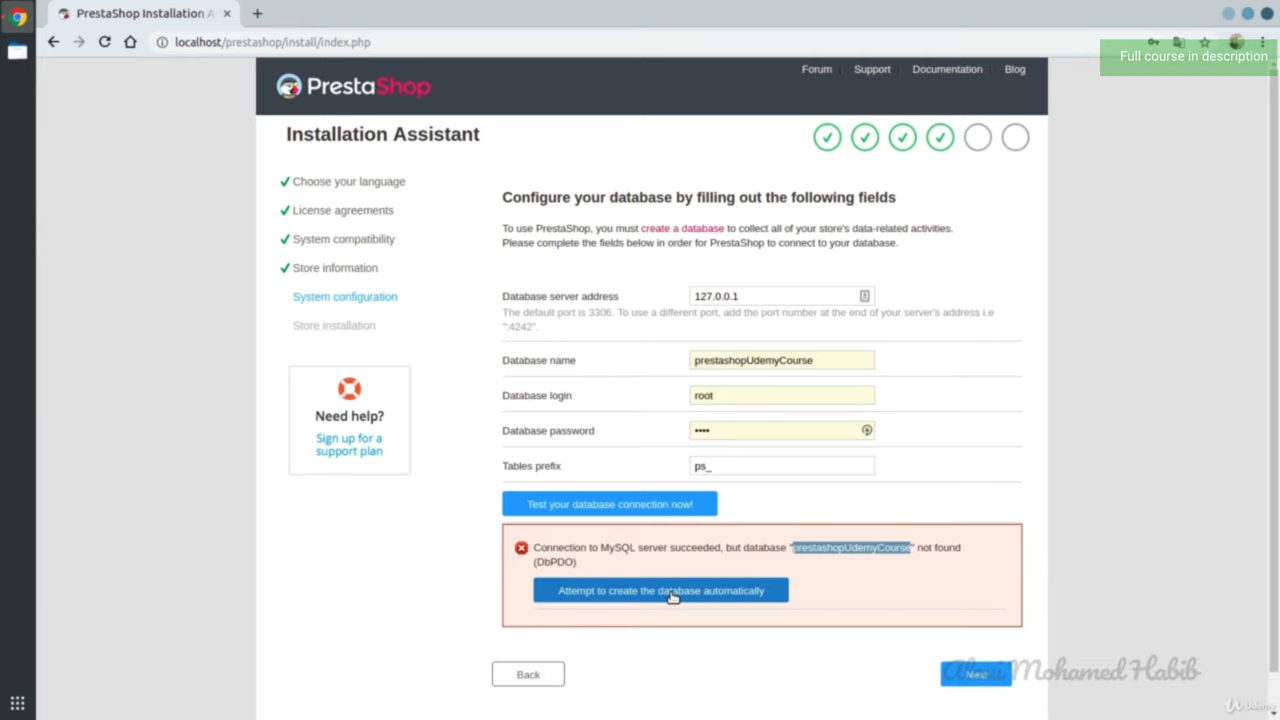 PrestaShop Installation A
localhost/prestashop/install/index.php
Full course in description
Forum
Support
Documentation
Blog
PrestaShop
Installation Assistant
Choose your language
License agreements
System compatibility
Store information
System configuration
Store installation
Need help?
Sign up for a
support plan
Configure your database by filling out the following fields
To use PrestaShop, you must create a database to collect all of your store's data-related activities.
Please complete the fields below in order for PrestaShop to connect to your database.
Database server address
127.0.0.1
The default port is 3306. To use a different port, add the port number at the end of your server's address i.e
":4242".
Database name
prestashopUdemyCourse
Database login
root
Database password
••••
Tables prefix
ps_
Test your database connection now!
Connection to MySQL server succeeded, but database "prestashopUdemyCourse" not found
(DbPDO)
Attempt to create the database automatically
Back
Next
Mohamed Habib
Udemy